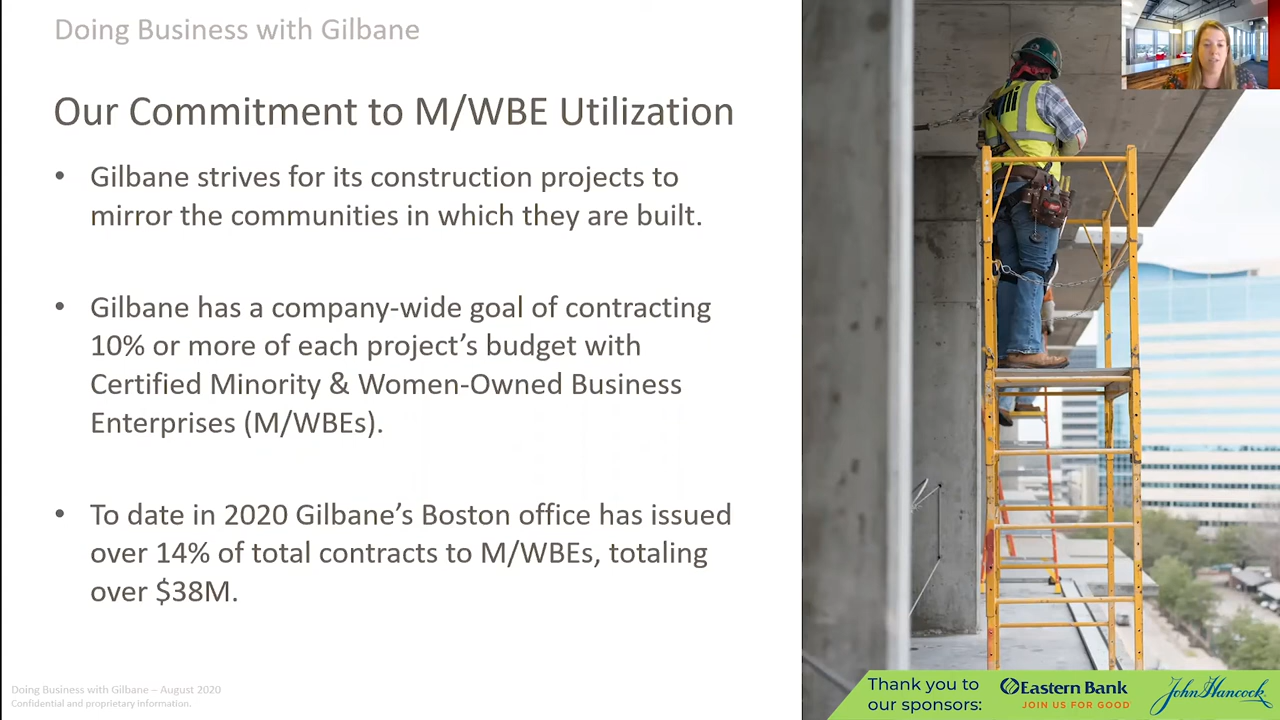 Doing Business with Gilbane
Our Commitment to M/WBE Utilization
• Gilbane strives for its construction projects to
mirror the communities in which they are built.
• Gilbane has a company-wide goal of contracting
10% or more of each project's budget with
Certified Minority & Women-Owned Business
Enterprises (M/WBEs).
• To date in 2020 Gilbane's Boston office has issued
over 14% of total contracts to M/WBEs, totaling
over $38M.
Doing Business with Gilbane – August 2020
Confidential and proprietary information.
Thank you to
our sponsors:
Eastern Bank
JOIN US FOR GOOD
John Hancock